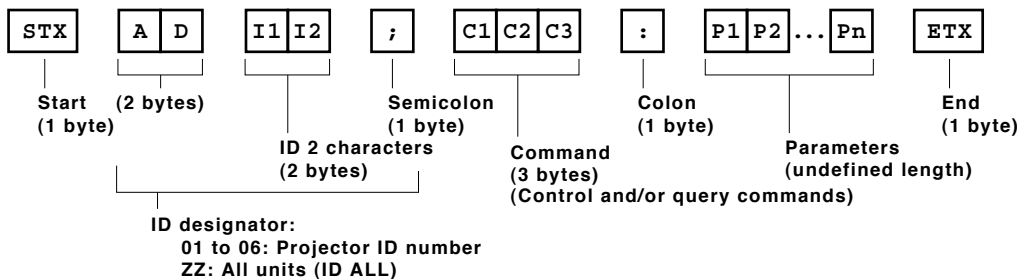 STX A D I1 I2 ; C1 C2 C3 : P1 P2 ... Pn ETX
Start
(1 byte)
(2 bytes)
ID 2 characters
(2 bytes)
Semicolon
(1 byte)
Command
(3 bytes)
(Control and/or query commands)
Colon
(1 byte)
Parameters
(undefined length)
End
(1 byte)
ID designator:
01 to 06: Projector ID number
ZZ: All units (ID ALL)